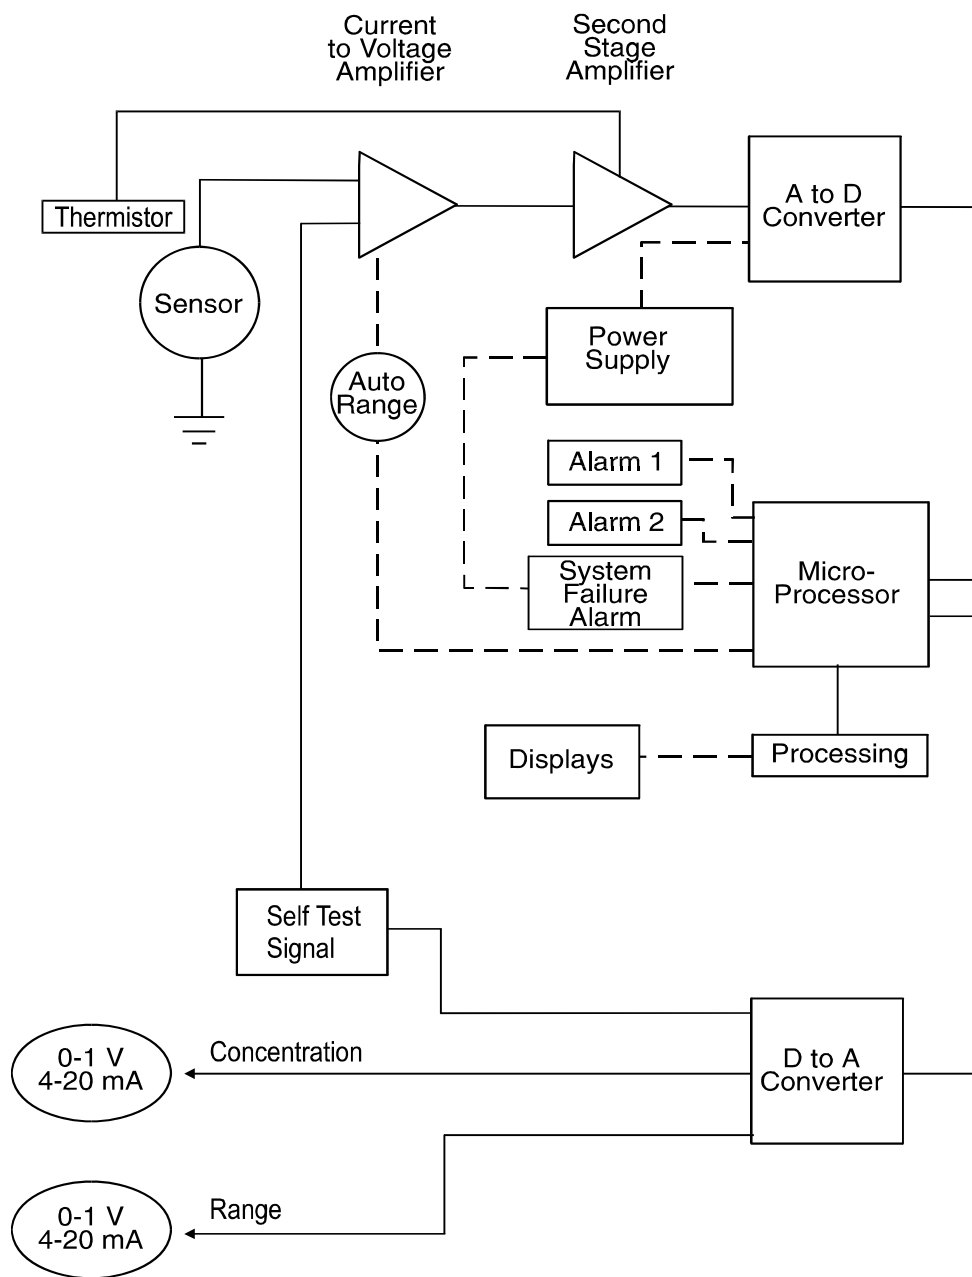 Current
to Voltage
Amplifier
Second
Stage
Amplifier
Thermistor
A to D
Converter
Sensor
Power
Supply
Auto
Range
Alarm 1
Alarm 2
System
Failure
Alarm
Micro-
Processor
Displays
Processing
Self Test
Signal
0-1 V
4-20 mA
Concentration
D to A
Converter
0-1 V
4-20 mA
Range